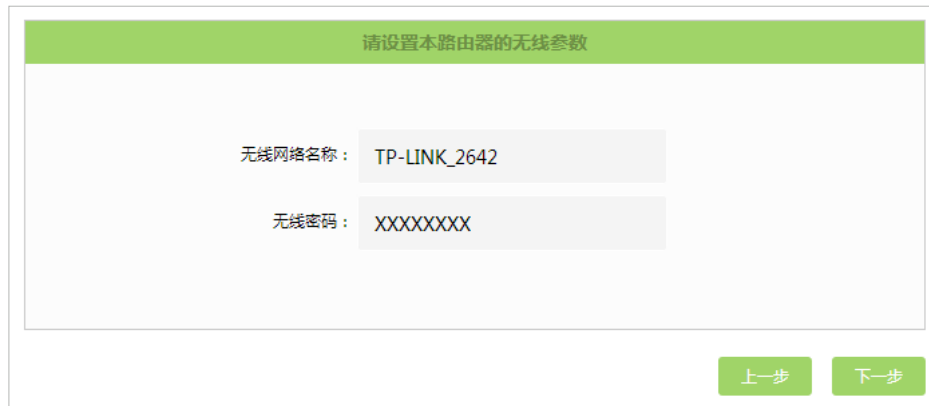 请设置本路由器的无线参数
无线网络名称： TP-LINK_2642
无线密码： XXXXXXXX
上一步 下一步